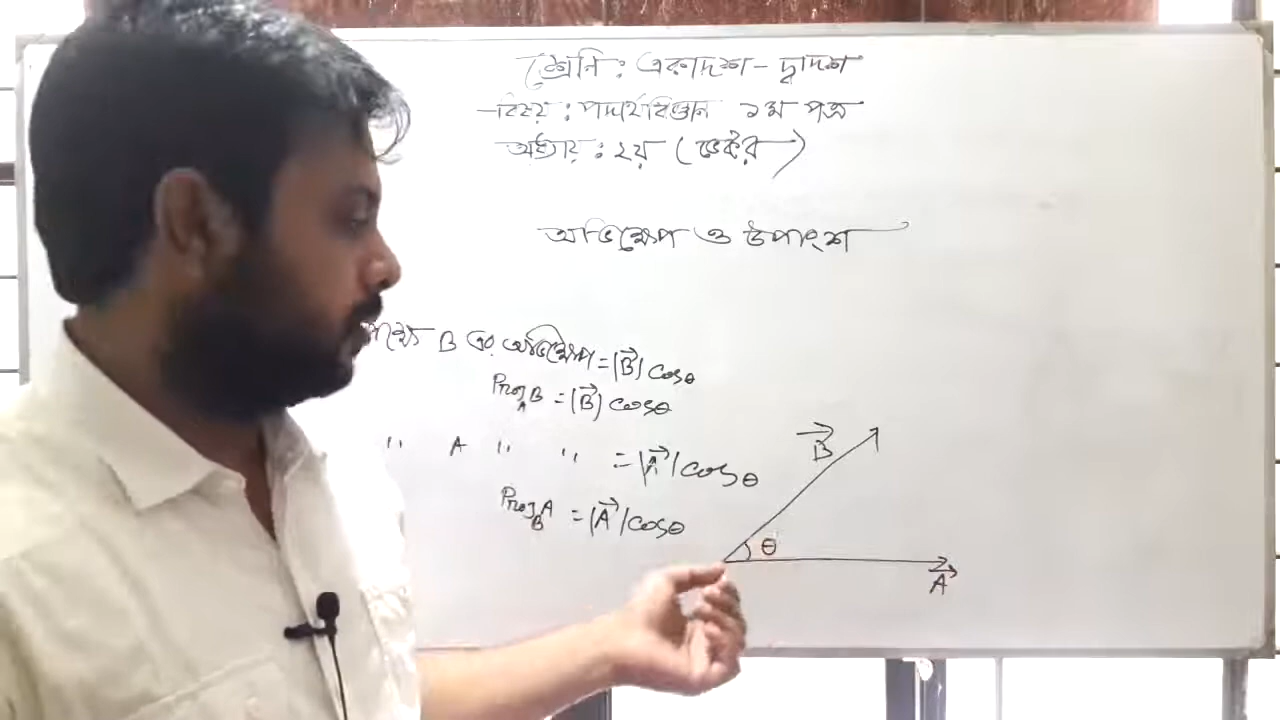 শ্রেনি : একাদশ - দ্বাদশ
বিষয় : পদার্থবিজ্ঞান ১ম পত্র
অধ্যায় : ২য় ( ভেক্টর )
অভিক্ষেপ ও উপাংশ
B এর অভিক্ষেপ = |B→| cosθ
Proj_A B = |B→| cosθ
" A " " = |A→| cosθ
Proj_B A = |A→| cosθ
B→
θ
A→